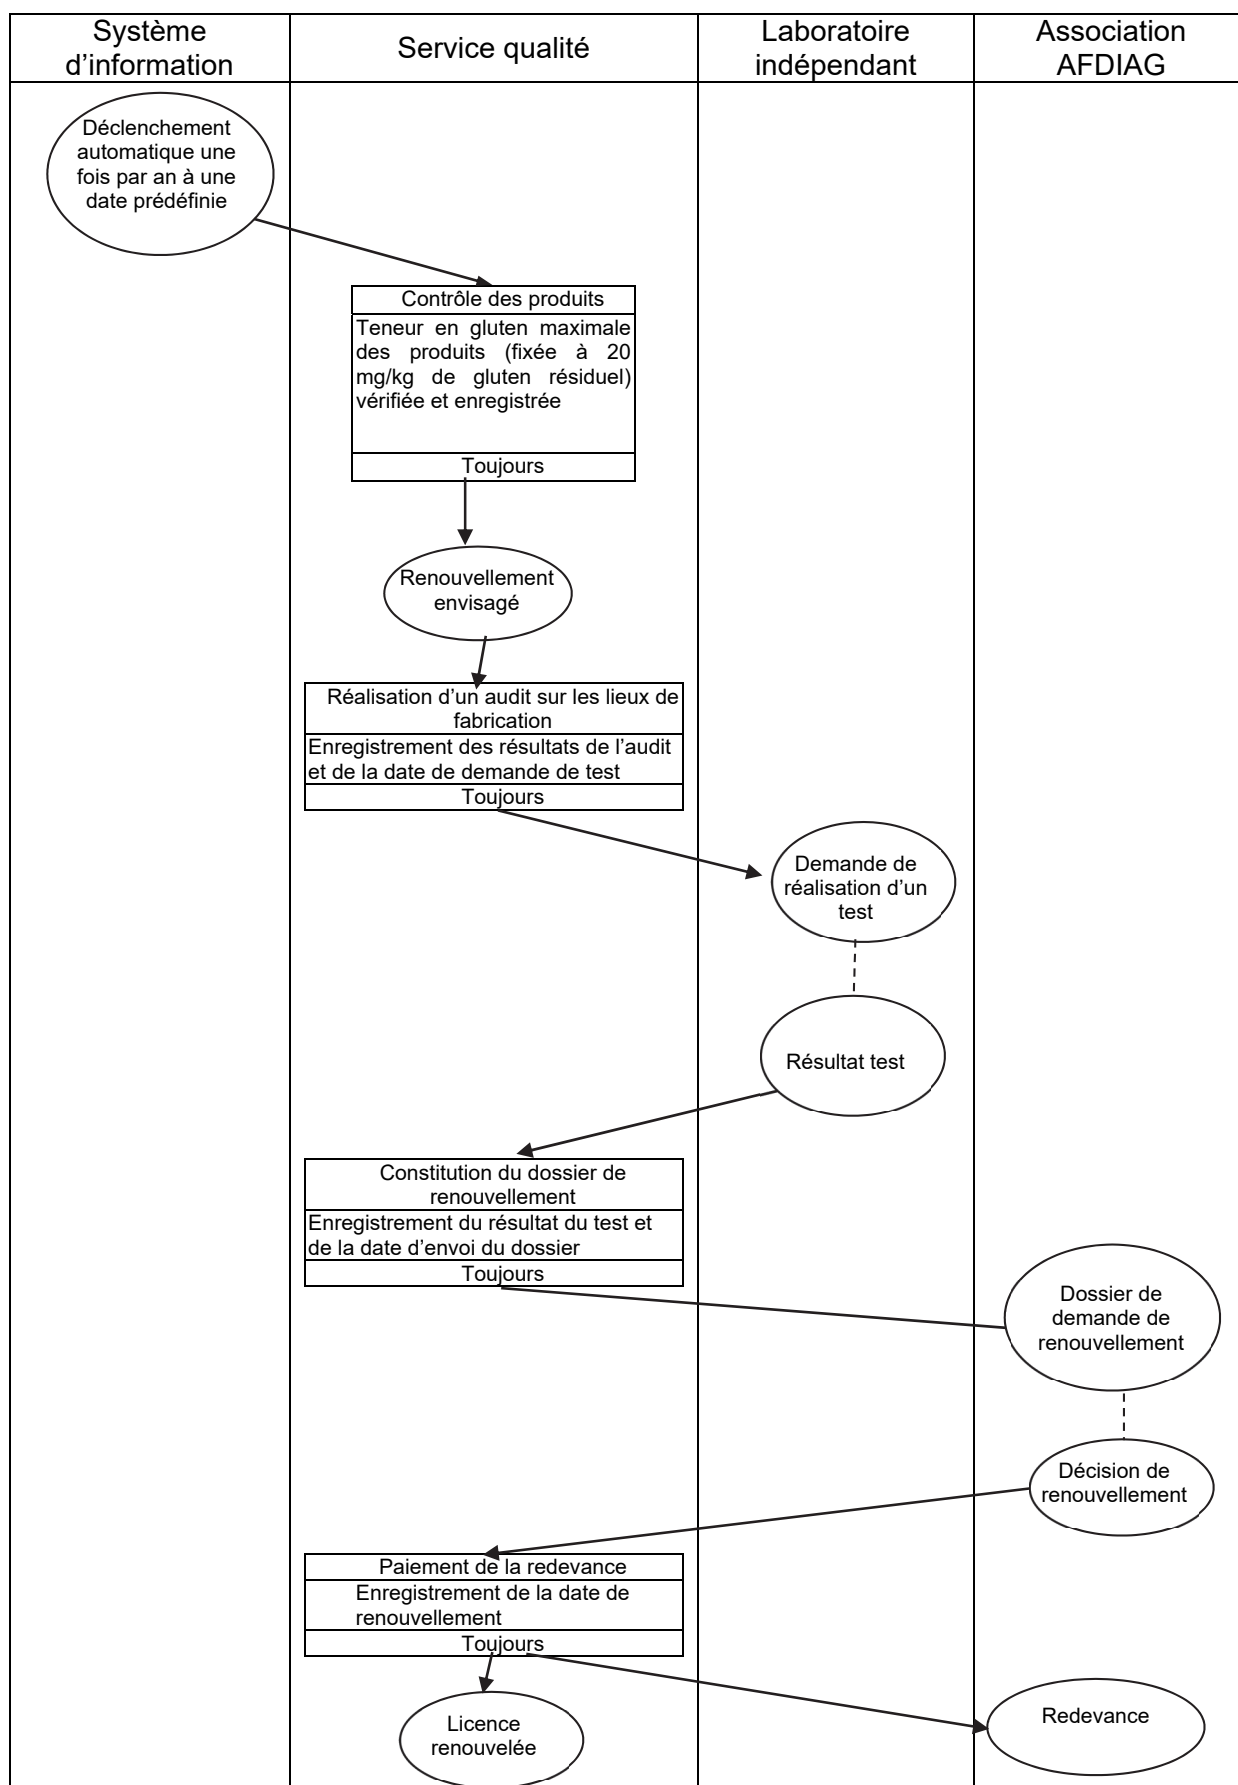 Système
d’information
Service qualité
Laboratoire
indépendant
Association
AFDIAG
Déclenchement
automatique une
fois par an à une
date prédéfinie
Contrôle des produits
Teneur en gluten maximale
des produits (fixée à 20
mg/kg de gluten résiduel)
vérifiée et enregistrée
Toujours
Renouvellement
envisagé
Réalisation d’un audit sur les lieux de
fabrication
Enregistrement des résultats de l’audit
et de la date de demande de test
Toujours
Demande de
réalisation d’un
test
Résultat test
Constitution du dossier de
renouvellement
Enregistrement du résultat du test et
de la date d’envoi du dossier
Toujours
Dossier de
demande de
renouvellement
Décision de
renouvellement
Paiement de la redevance
Enregistrement de la date de
renouvellement
Toujours
Licence
renouvelée
Redevance